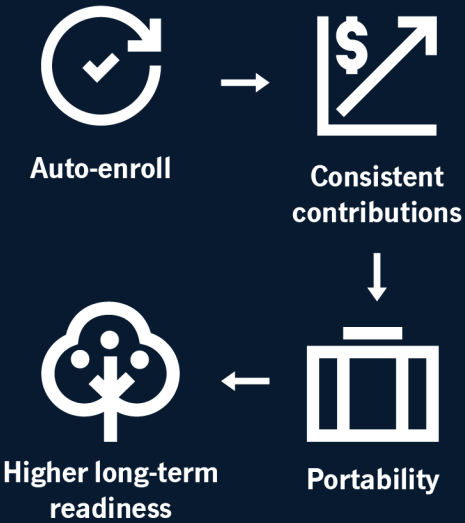 Auto-enroll
$
Consistent
contributions
Portability
Higher long-term
readiness